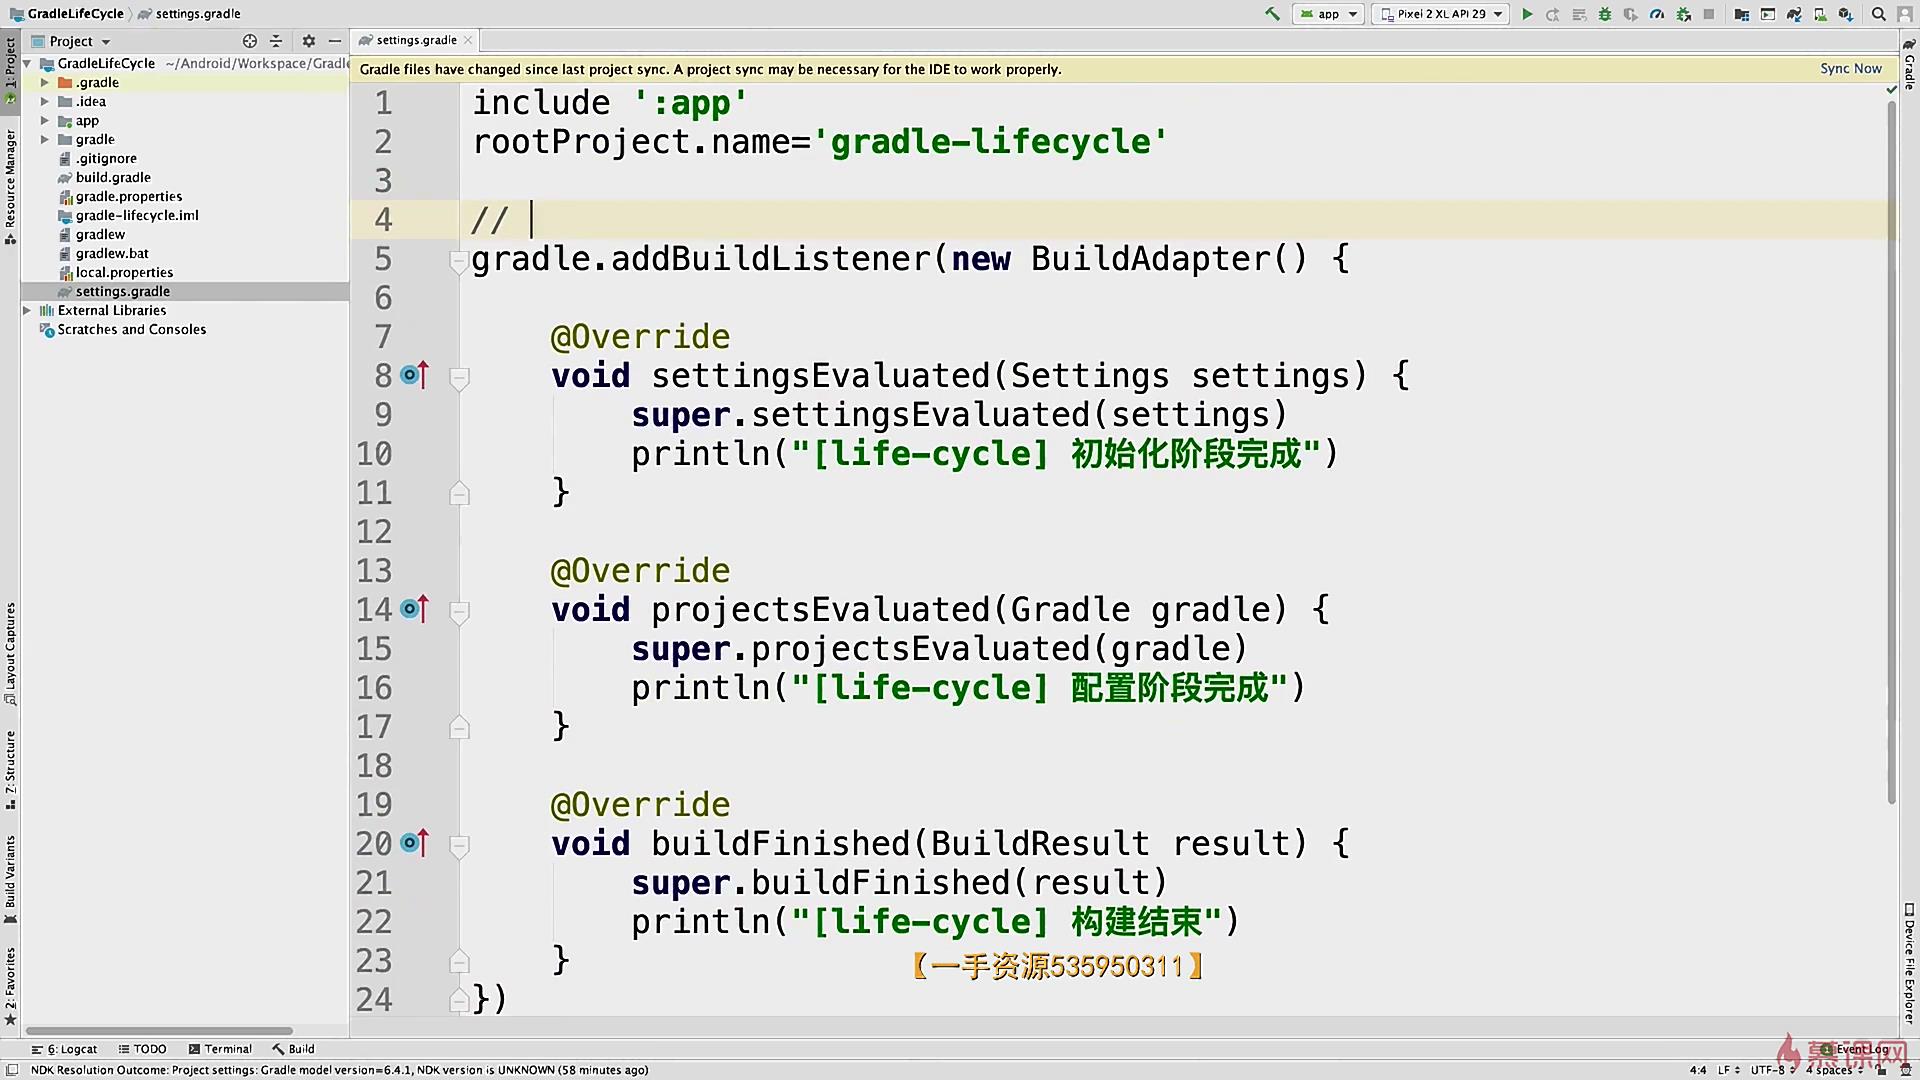 GradleLifeCycle settings.gradle
app Pixel 2 XL API 29
Project
settings.gradle
GradleLifeCycle ~/Android/Workspace/Gradle
.gradle
.idea
app
gradle
.gitignore
build.gradle
gradle.properties
gradle-lifecycle.iml
gradlew
gradlew.bat
local.properties
settings.gradle
External Libraries
Scratches and Consoles
1: Project
Resource Manager
Layout Captures
7: Structure
Build Variants
2: Favorites
Gradle files have changed since last project sync. A project sync may be necessary for the IDE to work properly.
Sync Now
1 include ':app'
2 rootProject.name='gradle-lifecycle'
3
4 //
5 gradle.addBuildListener(new BuildAdapter() {
6
7 @Override
8 void settingsEvaluated(Settings settings) {
9 super.settingsEvaluated(settings)
10 println("[life-cycle] 初始化阶段完成")
11 }
12
13 @Override
14 void projectsEvaluated(Gradle gradle) {
15 super.projectsEvaluated(gradle)
16 println("[life-cycle] 配置阶段完成")
17 }
18
19 @Override
20 void buildFinished(BuildResult result) {
21 super.buildFinished(result)
22 println("[life-cycle] 构建结束")
23 }
24 })
【一手资源535950311】
Gradle
Device File Explorer
6: Logcat TODO Terminal Build
Event Log
慕课网
NDK Resolution Outcome: Project settings: Gradle model version=6.4.1, NDK version is UNKNOWN (58 minutes ago)
4:4 LF UTF-8 4 spaces